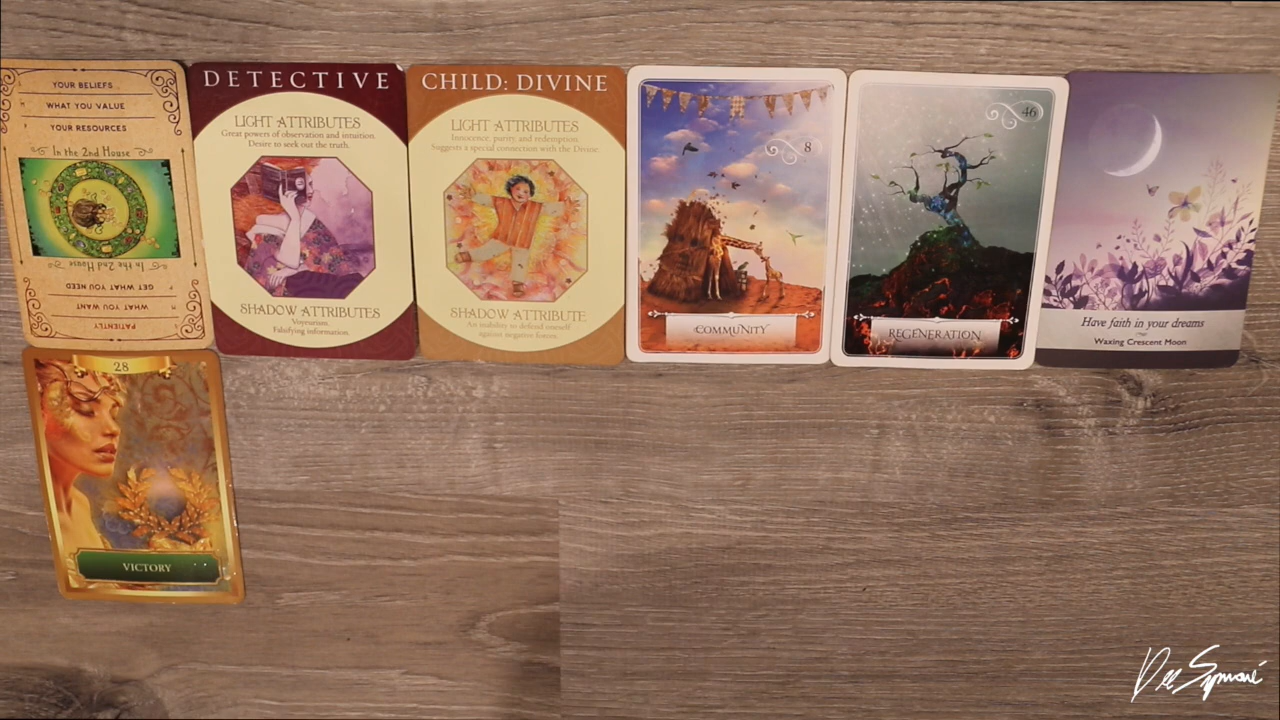 YOUR BELIEFS
WHAT YOU VALUE
YOUR RESOURCES
In the 2nd House
In the 2nd House
WHAT YOU NEED
WHAT YOU WANT
PATIENTLY
DETECTIVE
LIGHT ATTRIBUTES
Great powers of observation and intuition.
Desire to seek out the truth.
SHADOW ATTRIBUTES
Voyeurism.
Falsifying information.
CHILD: DIVINE
LIGHT ATTRIBUTES
Innocence, purity, and redemption.
Suggests a special connection with the Divine.
SHADOW ATTRIBUTE
An inability to defend oneself
against negative forces.
8
COMMUNITY
46
REGENERATION
Have faith in your dreams
Waxing Crescent Moon
28
VICTORY